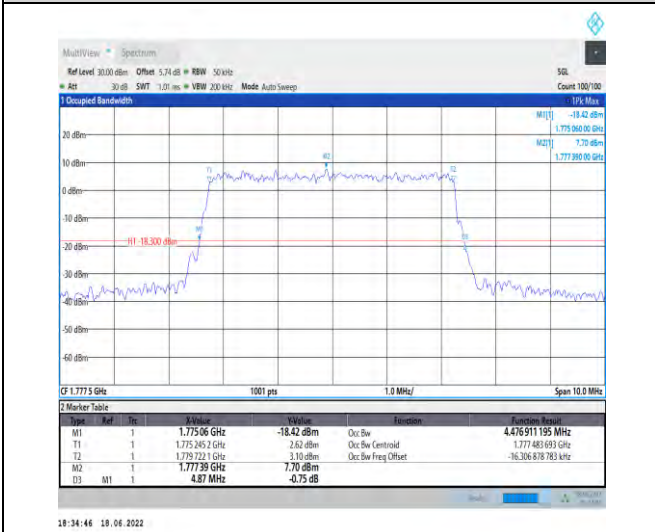 MultiView Spectrum
Ref Level 30.00 dBm Offset 5.74 dB RBW 50 kHz SGL
Att 30 dB SWT 1.01 ms VBW 200 kHz Mode Auto Sweep Count 100/100
1 Occupied Bandwidth 1Pk Max
M1[1] -18.42 dBm
1.775 060 00 GHz
M2[1] 7.70 dBm
1.777 390 00 GHz
20 dBm
10 dBm
0 dBm
-10 dBm
-20 dBm
-30 dBm
-40 dBm
-50 dBm
-60 dBm
H1 -18.300 dBm
T1
M2
T2
M1
D3
CF 1.777 5 GHz 1001 pts 1.0 MHz/ Span 10.0 MHz
2 Marker Table
Type Ref Trc X-Value Y-Value Function Function Result
M1 1 1.775 06 GHz -18.42 dBm Occ Bw 4.476 911 195 MHz
T1 1 1.775 245 2 GHz 2.62 dBm Occ Bw Centroid 1.777 483 693 GHz
T2 1 1.779 722 1 GHz 3.10 dBm Occ Bw Freq Offset -16.306 878 783 kHz
M2 1 1.777 39 GHz 7.70 dBm
D3 M1 1 4.87 MHz -0.75 dB
18:34:46 18.06.2022